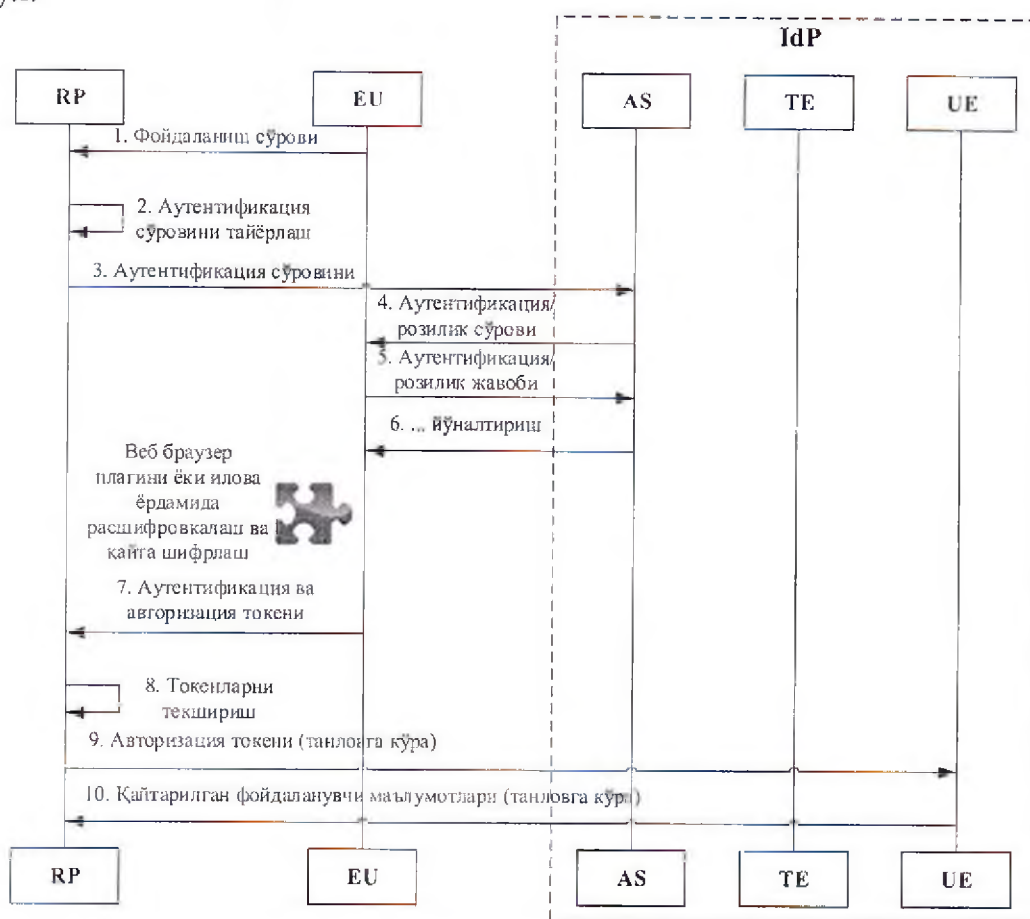 IdP
RP
EU
AS
TE
UE
1. Фойдаланиш сўрови
2. Аутентификация
сўровини тайёрлаш
3. Аутентификация сўровини
4. Аутентификация/
розилик сўрови
5. Аутентификация/
розилик жавоби
6. ... йўналтириш
Веб браузер
плагини ёки илова
ёрдамида
расшифровкалаш ва
қайта шифрлаш
7. Аутентификация ва
авторизация токени
8. Токенларни
текшириш
9. Авторизация токени (танловга кўра)
10. Қайтарилган фойдаланувчи маълумотлари (танловга кўра)
RP
EU
AS
TE
UE